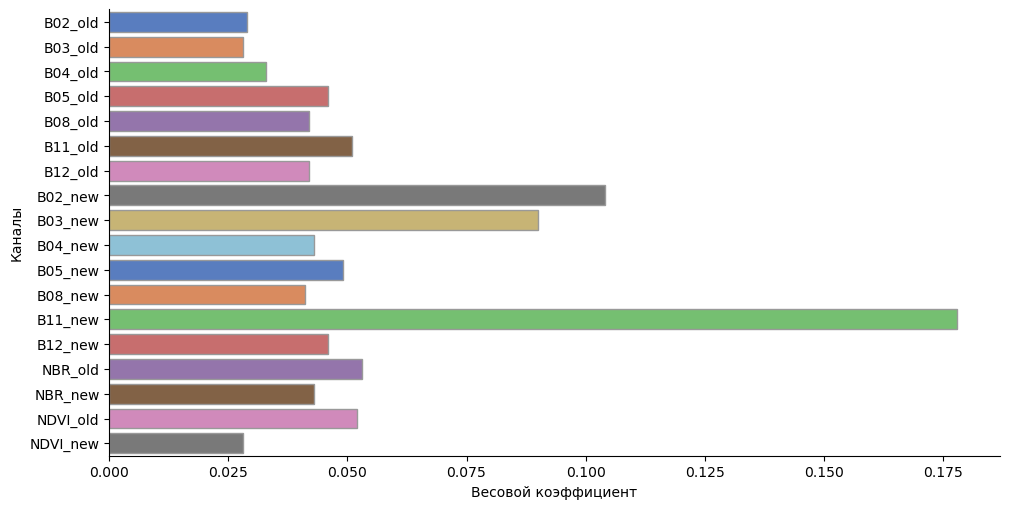 B02_old
B03_old
B04_old
B05_old
B08_old
B11_old
B12_old
B02_new
B03_new
B04_new
B05_new
B08_new
B11_new
B12_new
NBR_old
NBR_new
NDVI_old
NDVI_new
Каналы
0.000 0.025 0.050 0.075 0.100 0.125 0.150 0.175
Весовой коэффициент